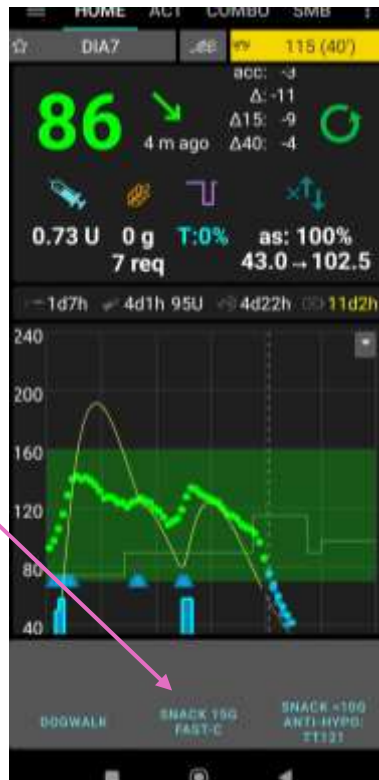 HOME ACT COMBO SMB
DIA7 115 (40')
acc: -3
86 Δ: -11
4 m ago Δ15: -9
Δ40: -4
0.73 U 0 g T:0% as: 100%
7 req 43.0→102.5
1d7h 4d1h 95U 4d22h 11d2h
240
200
160
120
80
40
DOGWALK
SNACK 15G
FAST-C
SNACK <10G
ANTI-HYPO:
TT121